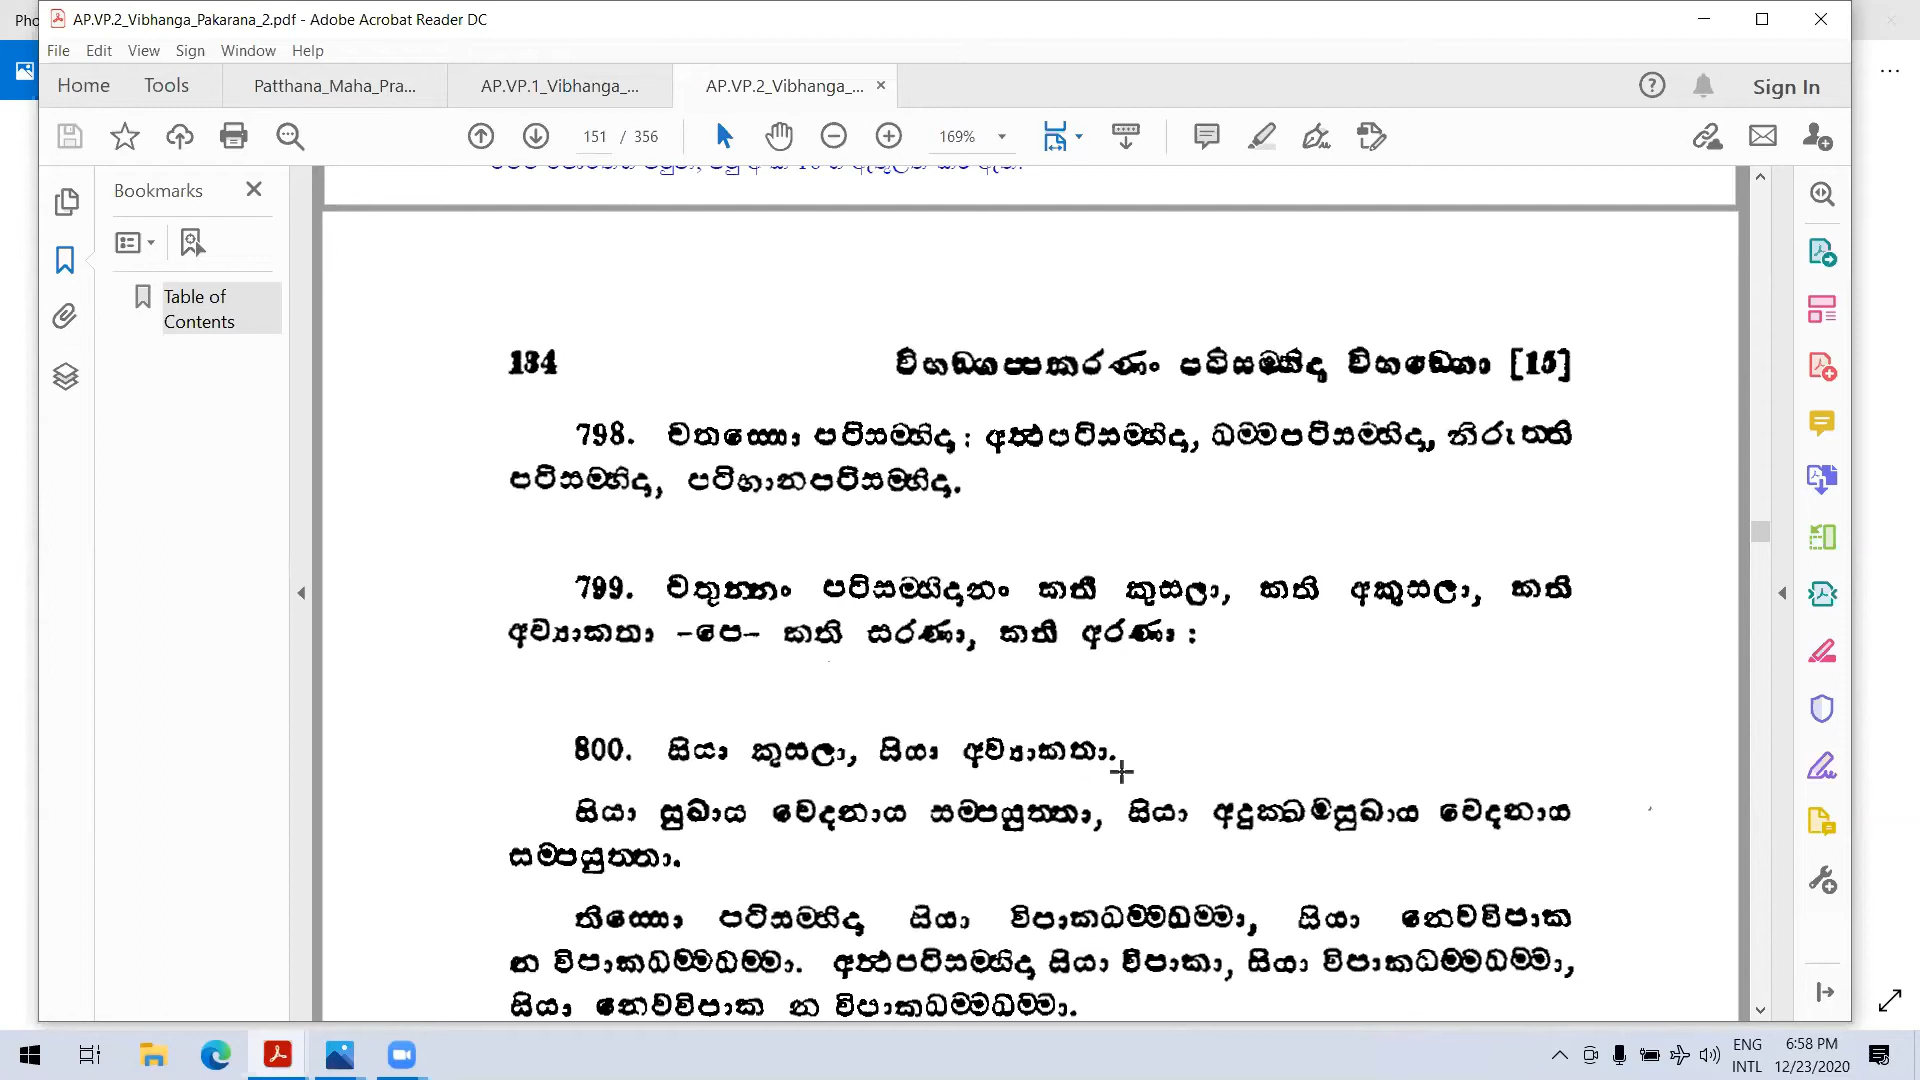 Pho
AP.VP.2_Vibhanga_Pakarana_2.pdf - Adobe Acrobat Reader DC
File Edit View Sign Window Help
Home Tools Patthana_Maha_Pra... AP.VP.1_Vibhanga_... AP.VP.2_Vibhanga_... Sign In
151 / 356 169%
Bookmarks
Table of
Contents
134 විභඞ්ගප්පකරණං පටිසම්භිදා විභඞ්ගො [15]
798. චතස්සො පටිසම්භිදා: අත්ථපටිසම්භිදා, ධම්මපටිසම්භිදා, නිරුත්ති
පටිසම්භිදා, පටිභානපටිසම්භිදා.
799. චතුන්නං පටිසම්භිදානං කති කුසලා, කති අකුසලා, කති
අව්යාකතා -පෙ- කති සරණා, කති අරණා:
800. සියා කුසලා, සියා අව්යාකතා.
සියා සුඛාය වෙදනාය සම්පයුත්තා, සියා අදුක්ඛමසුඛාය වෙදනාය
සම්පයුත්තා.
තිස්සො පටිසම්භිදා සියා විපාකධම්මධම්මා, සියා නෙවවිපාක
න විපාකධම්මධම්මා. අත්ථපටිසම්භිදා සියා විපාකා, සියා විපාකධම්මධම්මා,
සියා නෙවවිපාක න විපාකධම්මධම්මා.
ENG
INTL
6:58 PM
12/23/2020